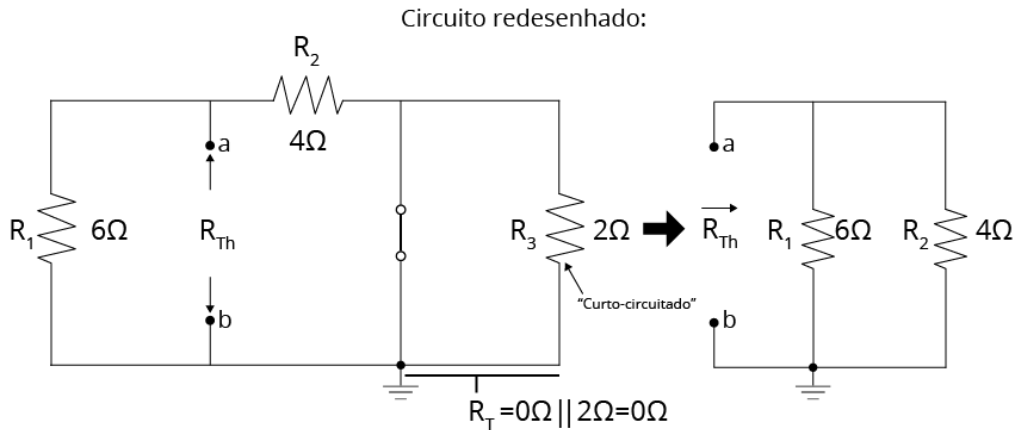 Circuito redesenhado:
R2
4Ω
a
R1
6Ω
RTh
b
R3
2Ω
“Curto-circuitado”
RT =0Ω||2Ω=0Ω
a
RTh
R1
6Ω
R2
4Ω
b